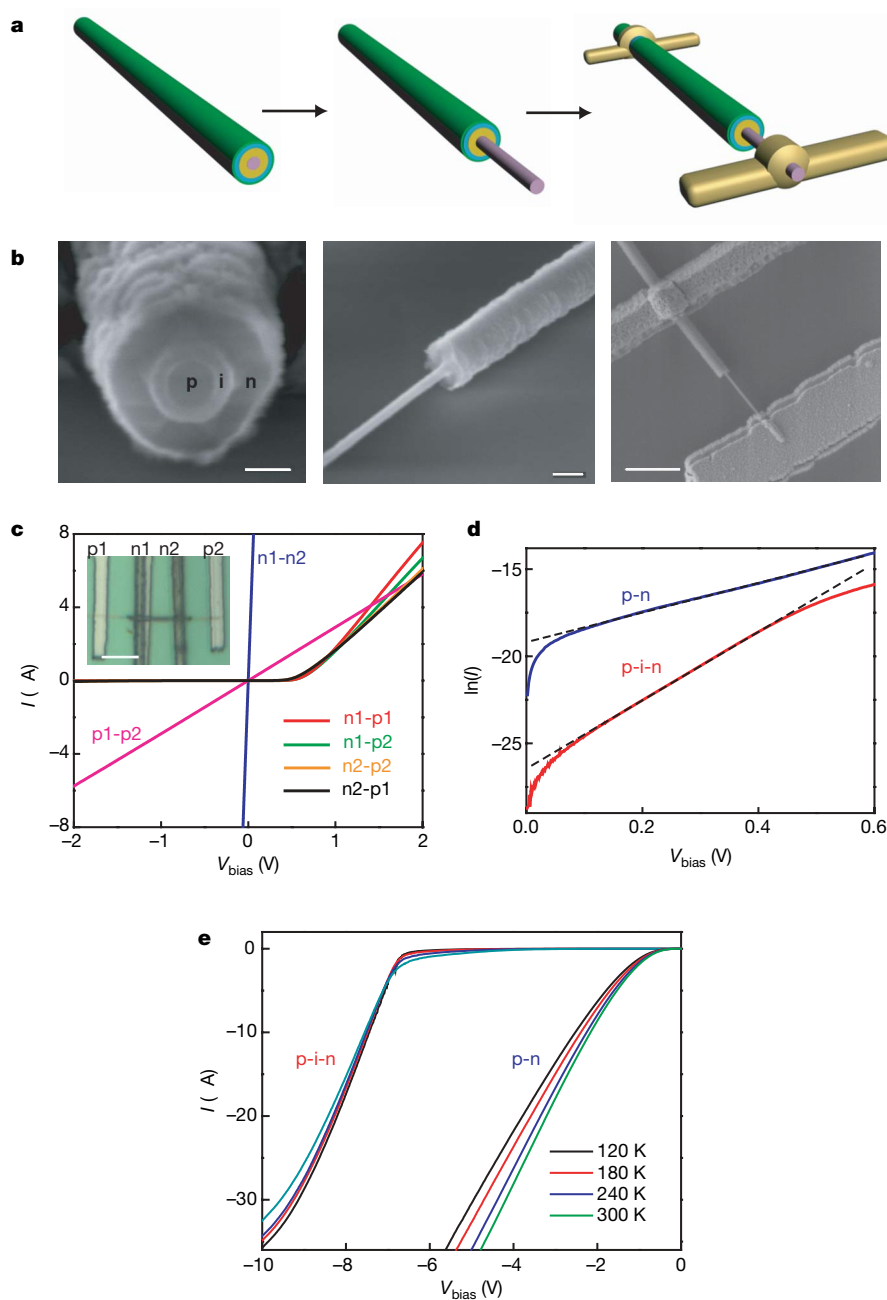 a
b
p i n
c
p1 n1 n2 p2
n1-n2
p1-p2
n1-p1
n1-p2
n2-p2
n2-p1
8
4
0
−4
−8
I ( A)
−2 −1 0 1 2
Vbias (V)
d
p-n
p-i-n
−15
−20
−25
ln(I)
0.0 0.2 0.4 0.6
Vbias (V)
e
0
−10
−20
−30
I ( A)
p-i-n
p-n
120 K
180 K
240 K
300 K
−10 −8 −6 −4 −2 0
Vbias (V)